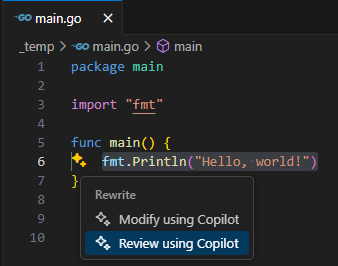 main.go
_temp > main.go > main
1 package main
2
3 import "fmt"
4
5 func main() {
6 fmt.Println("Hello, world!")
7 }
8
9
10
Rewrite
Modify using Copilot
Review using Copilot